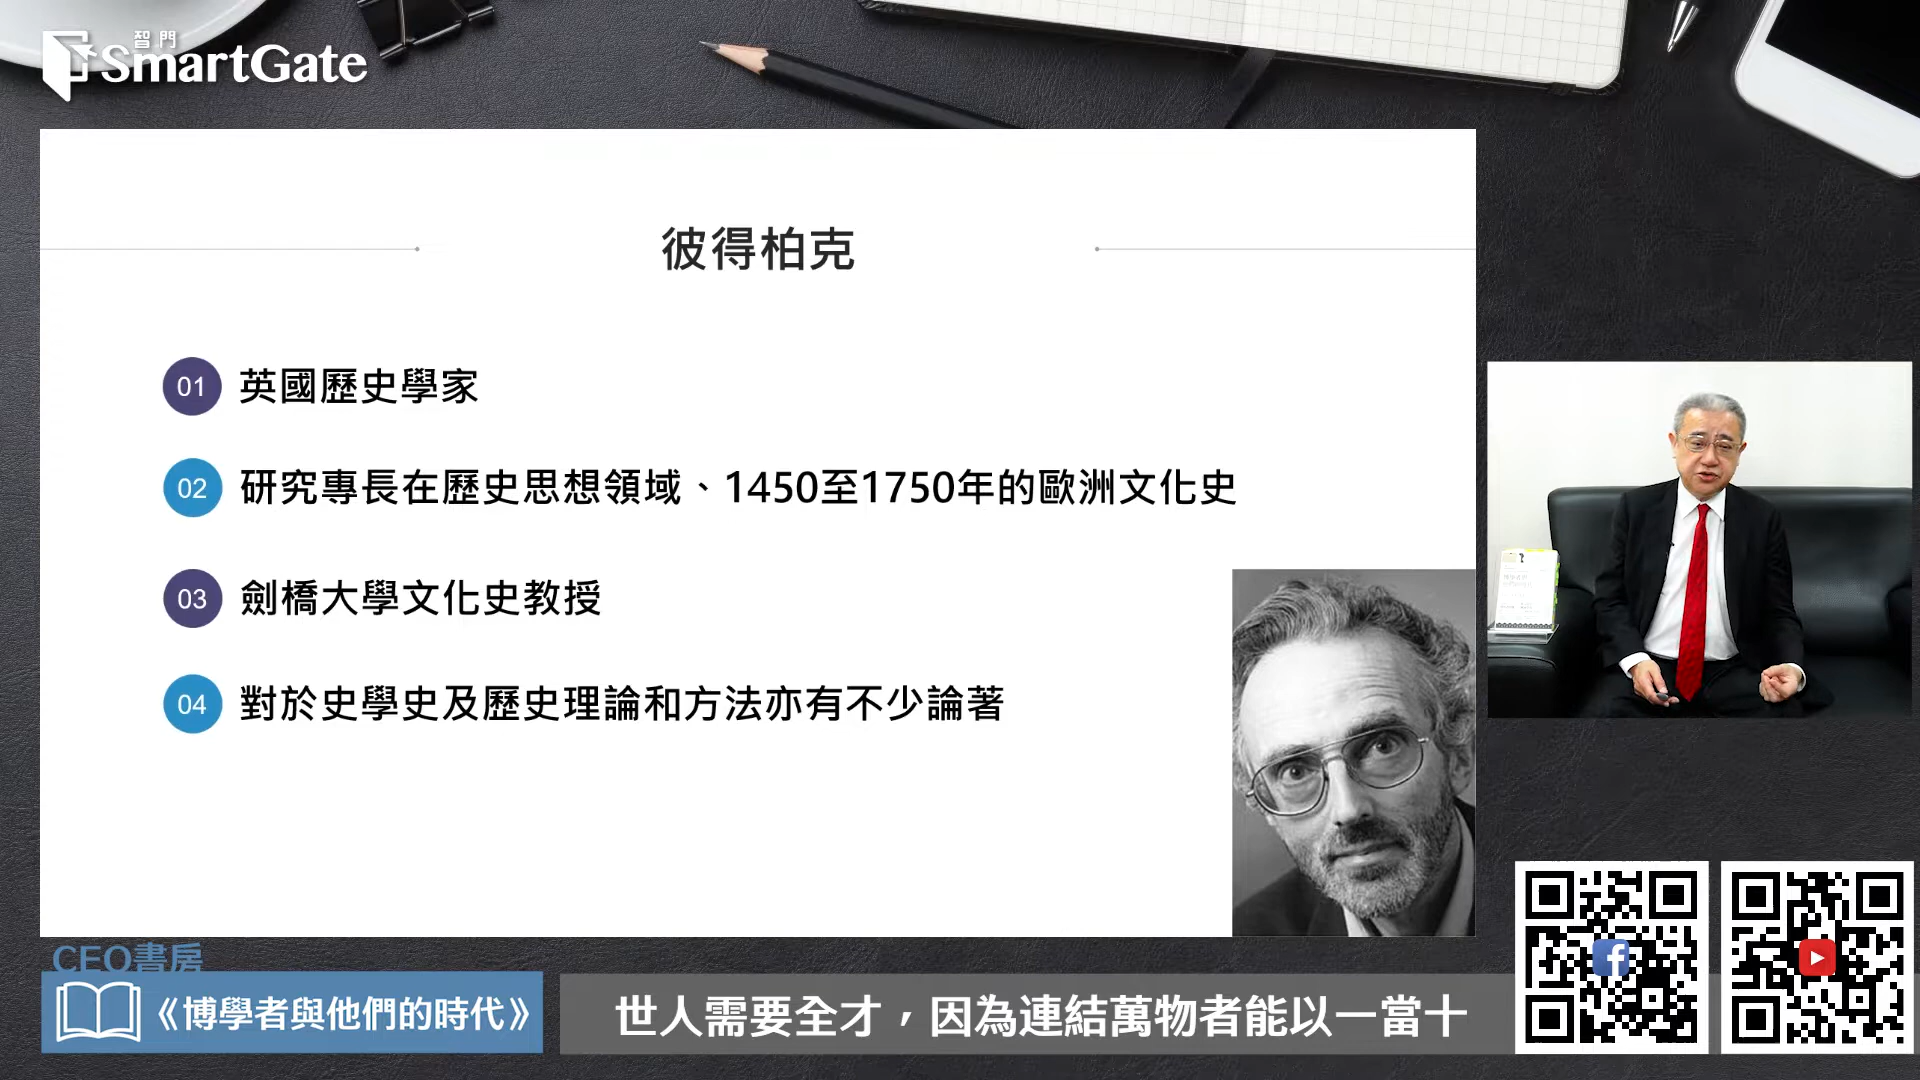 智門
SmartGate
彼得柏克
01 英國歷史學家
02 研究專長在歷史思想領域、1450至1750年的歐洲文化史
03 劍橋大學文化史教授
04 對於史學史及歷史理論和方法亦有不少論著
CEO書房
《博學者與他們的時代》
世人需要全才，因為連結萬物者能以一當十